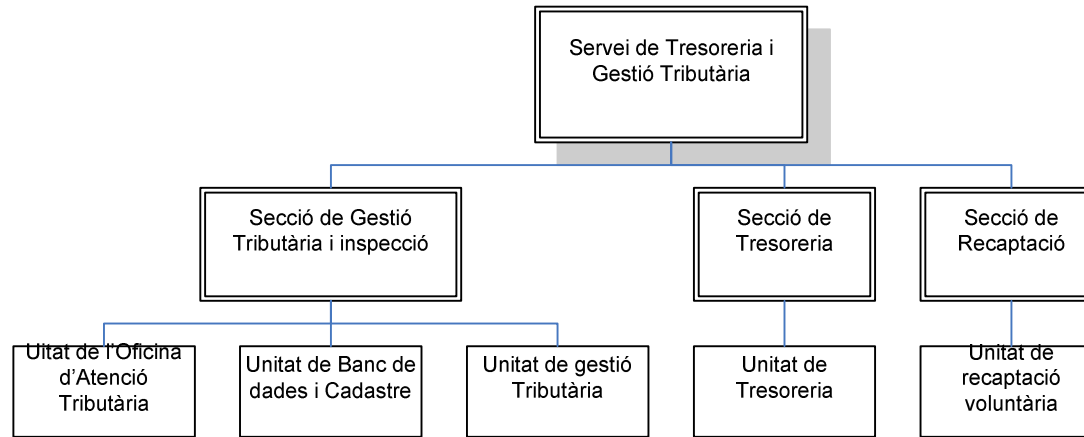 Servei de Tresoreria i
Gestió Tributària
Secció de Gestió
Tributària i inspecció
Secció de
Tresoreria
Secció de
Recaptació
Uitat de l’Oficina
d’Atenció
Tributària
Unitat de Banc de
dades i Cadastre
Unitat de gestió
Tributària
Unitat de
Tresoreria
Unitat de
recaptació
voluntària